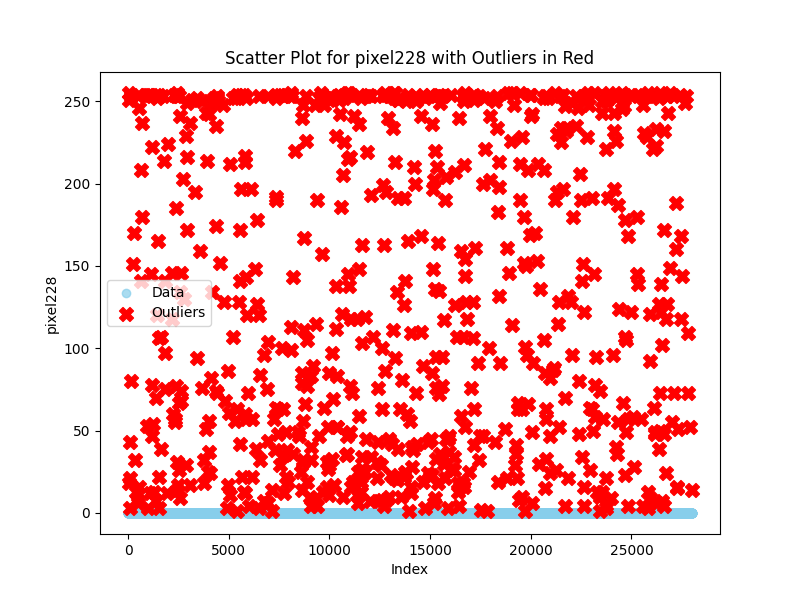 Scatter Plot for pixel228 with Outliers in Red
250
200
150
100
50
0
pixel228
Data
Outliers
0
5000
10000
15000
20000
25000
Index